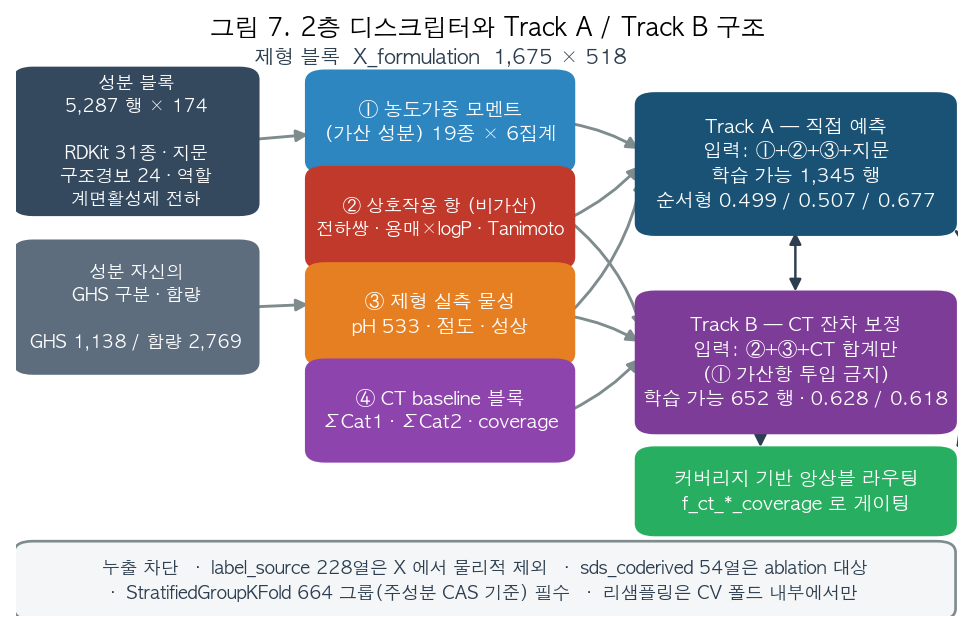 그림 7. 2층 디스크립터와 Track A / Track B 구조
제형 블록 X_formulation 1,675 × 518
성분 블록
5,287 행 × 174
RDKit 31종 · 지문
구조경보 24 · 역할
계면활성제 전하
성분 자신의
GHS 구분 · 함량
GHS 1,138 / 함량 2,769
① 농도가중 모멘트
(가산 성분) 19종 × 6집계
② 상호작용 항 (비가산)
전하쌍 · 용매×logP · Tanimoto
③ 제형 실측 물성
pH 533 · 점도 · 성상
④ CT baseline 블록
ΣCat1 · ΣCat2 · coverage
Track A — 직접 예측
입력: ①+②+③+지문
학습 가능 1,345 행
순서형 0.499 / 0.507 / 0.677
Track B — CT 잔차 보정
입력: ②+③+CT 합계만
(① 가산항 투입 금지)
학습 가능 652 행 · 0.628 / 0.618
커버리지 기반 앙상블 라우팅
f_ct_*_coverage 로 게이팅
누출 차단 · label_source 228열은 X 에서 물리적 제외 · sds_coderived 54열은 ablation 대상
· StratifiedGroupKFold 664 그룹(주성분 CAS 기준) 필수 · 리샘플링은 CV 폴드 내부에서만